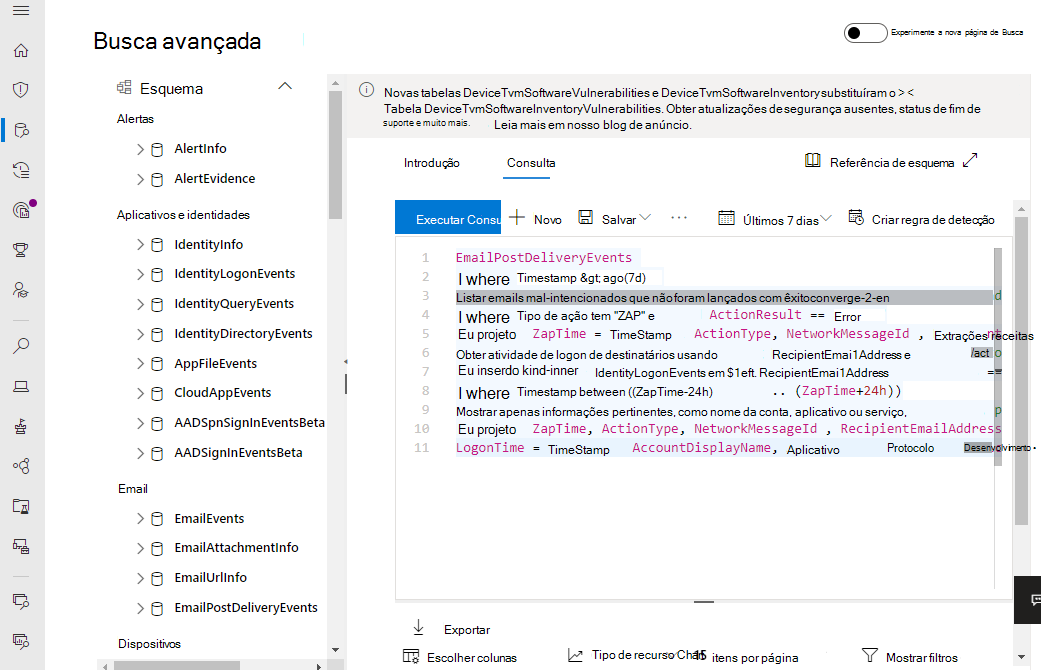 Busca avançada
Experimente a nova página de Busca
Esquema
Alertas
AlertInfo
AlertEvidence
Aplicativos e identidades
IdentityInfo
IdentityLogonEvents
IdentityQueryEvents
IdentityDirectoryEvents
AppFileEvents
CloudAppEvents
AADSpnSignInEventsBeta
AADSignInEventsBeta
Email
EmailEvents
EmailAttachmentInfo
EmailUrlInfo
EmailPostDeliveryEvents
Dispositivos
Novas tabelas DeviceTvmSoftwareVulnerabilities e DeviceTvmSoftwareInventory substituíram o > <
Tabela DeviceTvmSoftwareInventoryVulnerabilities. Obter atualizações de segurança ausentes, status de fim de
suporte e muito mais. Leia mais em nosso blog de anúncio.
Introdução Consulta Referência de esquema
Executar Consu Novo Salvar ... Últimos 7 dias Criar regra de detecção
1 EmailPostDeliveryEvents
2 I where Timestamp &gt; ago(7d)
3 Listar emails mal-intencionados que não foram lançados com êxitoconverge-2-en d
4 I where Tipo de ação tem "ZAP" e ActionResult == Error
5 Eu projeto ZapTime = TimeStamp ActionType, NetworkMessageId , Extrações receitas
6 Obter atividade de logon de destinatários usando RecipientEmai1Address e /act o
7 Eu inserdo kind-inner IdentityLogonEvents em $1eft. RecipientEmai1Address ==
8 I where Timestamp between ((ZapTime-24h) .. (ZapTime+24h))
9 Mostrar apenas informações pertinentes, como nome da conta, aplicativo ou serviço, p
10 Eu projeto ZapTime, ActionType, NetworkMessageId , RecipientEmailAddress
11 LogonTime = TimeStamp AccountDisplayName, Aplicativo Protocolo Desenvolvimento •
Exportar
Escolher colunas Tipo de recurso Chart 15 itens por página Mostrar filtros